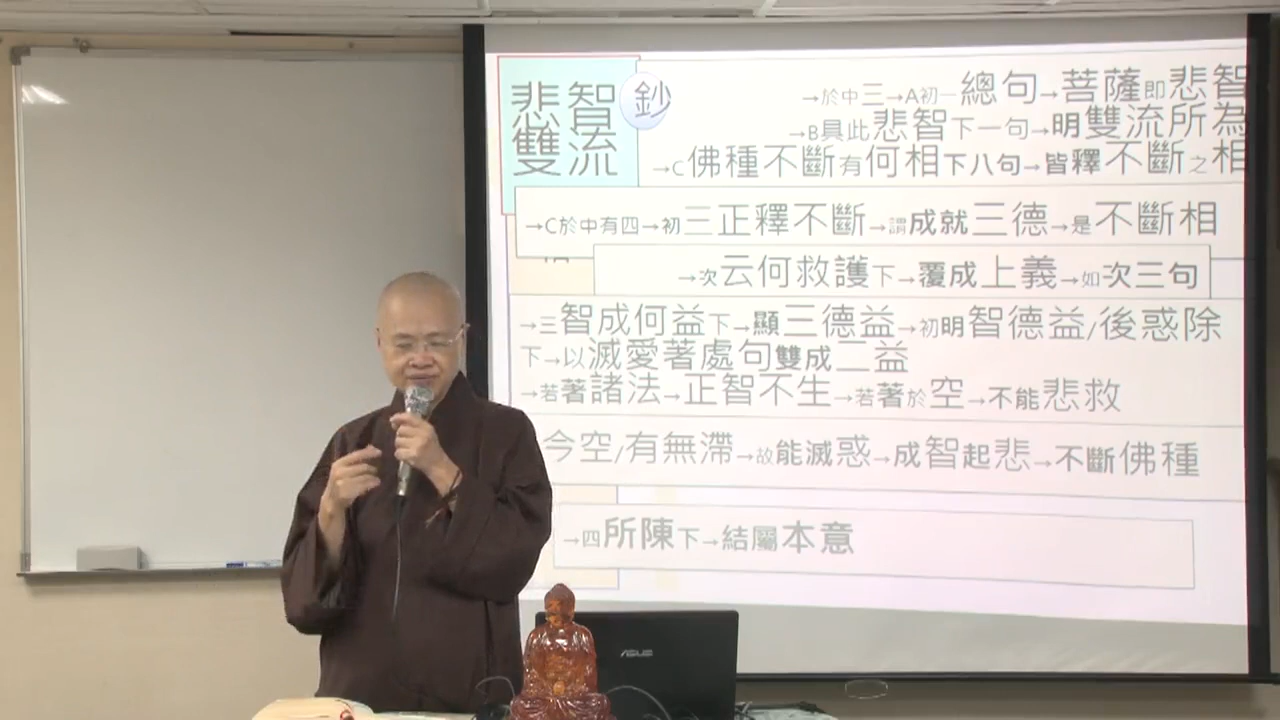 悲智
雙流
鈔
→於中三→A初一總句→菩薩即悲智
→B具此悲智下一句→明雙流所為
→C佛種不斷有何相下八句→皆釋不斷之相
→C於中有四→初三正釋不斷→謂成就三德→是不斷相
→次云何救護下→覆成上義→如次三句
→三智成何益下→顯三德益→初明智德益/後惑除
下→以滅愛著處句雙成二益
→若著諸法→正智不生→若著於空→不能悲救
今空/有無滯→故能滅惑→成智起悲→不斷佛種
→四所陳下→結屬本意
ASUS